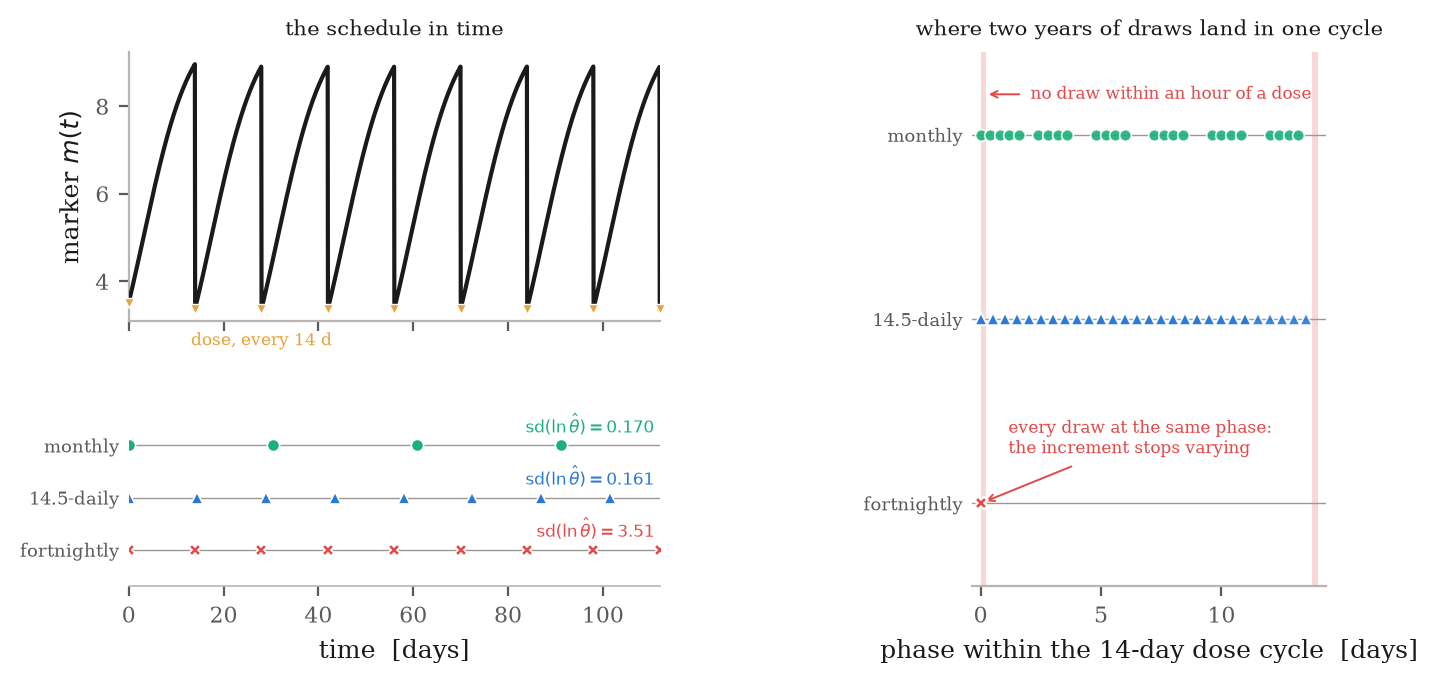 the schedule in time
marker m(t)
8
6
4
dose, every 14 d
sd(ln θ̂) = 0.170
monthly
sd(ln θ̂) = 0.161
14.5-daily
sd(ln θ̂) = 3.51
fortnightly
0 20 40 60 80 100
time [days]
where two years of draws land in one cycle
no draw within an hour of a dose
monthly
14.5-daily
every draw at the same phase:
the increment stops varying
fortnightly
0 5 10
phase within the 14-day dose cycle [days]